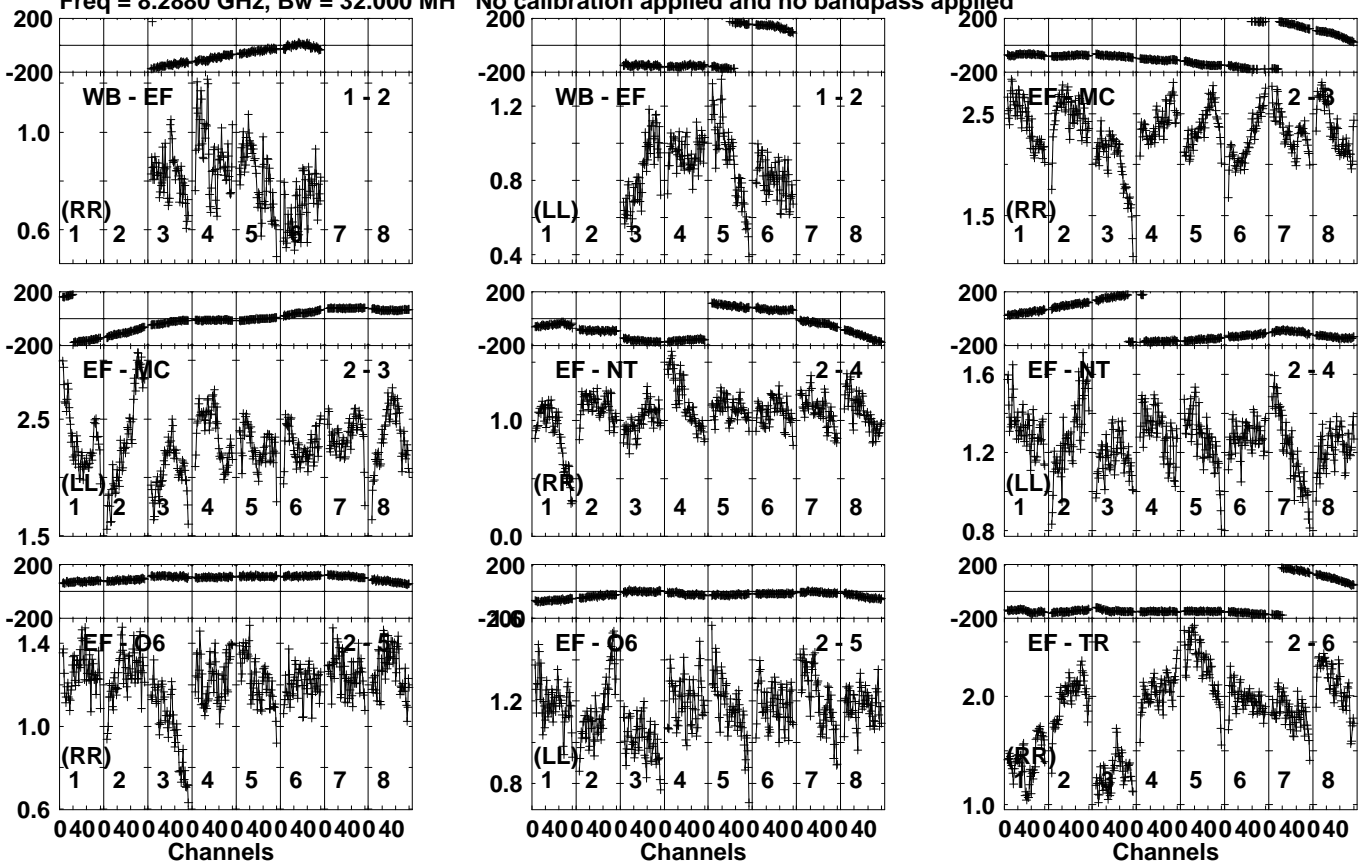 Freq = 8.2880 GHz, Bw = 32.000 MH No calibration applied and no bandpass applied
200 200 200
-200 -200 -200
WB - EF 1 - 2 WB - EF 1 - 2 EF - MC 2 - 3
1.2 2.5
1.0
0.8
(RR) (LL) (RR) 1.5
0.6
1 2 3 4 5 6 7 8 1 2 3 4 5 6 7 8 1 2 3 4 5 6 7 8
0.4
200 200 200
-200 -200 -200
EF - MC 2 - 3 EF - NT 2 - 4 EF - NT 2 - 4
1.6
2.5 1.0
1.2
(LL) (RR) (LL)
1 2 3 4 5 6 7 8 1 2 3 4 5 6 7 8 1 2 3 4 5 6 7 8
1.5 0.0 0.8
200 200 200
-200 -200 1.6 -200
EF - O6 2 - 5 EF - O6 2 - 5 EF - TR 2 - 6
1.4
1.2 2.0
1.0
(RR) (LL) (RR)
1 2 3 4 5 6 7 8 1 2 3 4 5 6 7 8 1 2 3 4 5 6 7 8
0.8
0.6 1.0
0 40 0 40 0 40 0 40 0 40 0 40 0 40 0 40 0 40 0 40 0 40 0 40 0 40 0 40 0 40 0 40 0 40 0 40 0 40 0 40 0 40 0 40 0 40 0 40
Channels Channels Channels